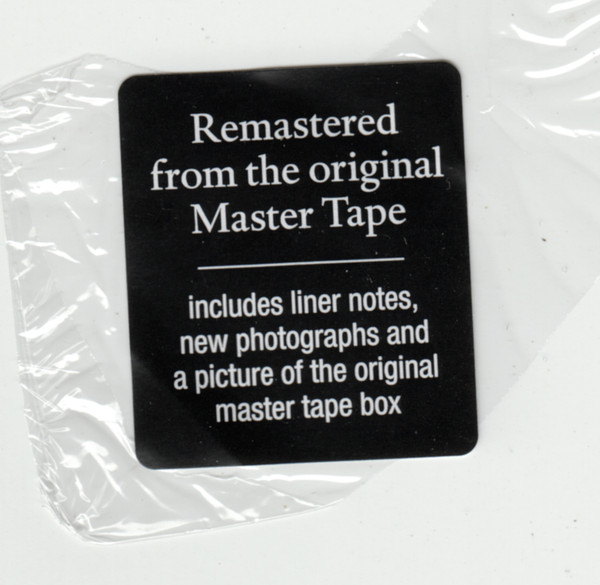 Remastered
from the original
Master Tape
includes liner notes,
new photographs and
a picture of the original
master tape box